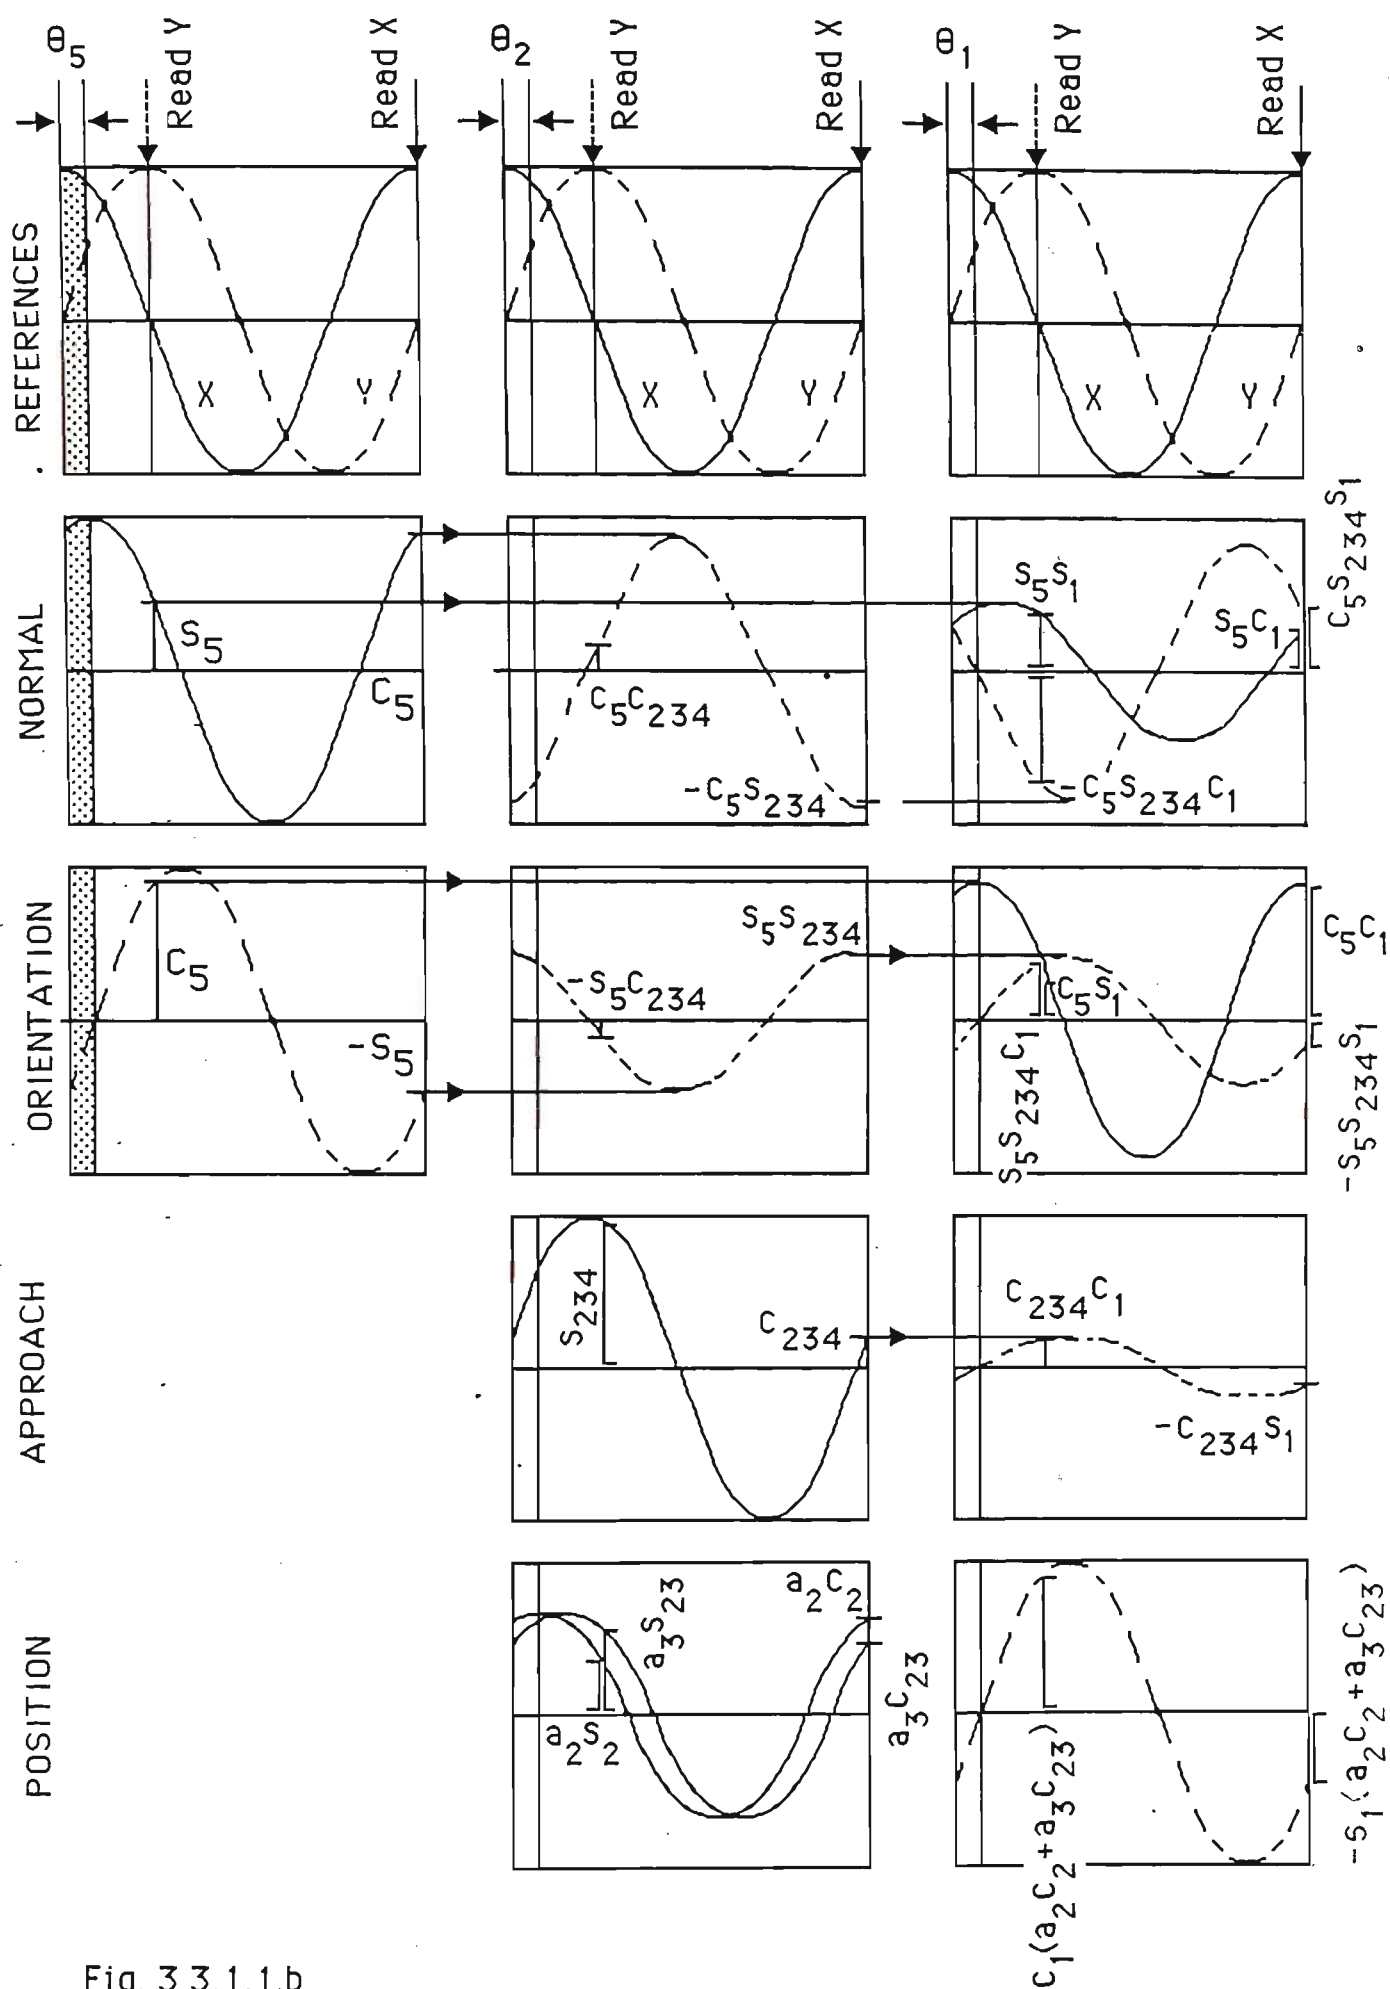 θ5
Read Y
Read X
θ2
Read Y
Read X
θ1
Read Y
Read X
REFERENCES
X
Y
X
Y
X
Y
NORMAL
S5
C5
C5C234
-C5S234
S5S1
S5C1
-C5S234C1
C5S234S1
ORIENTATION
C5
-S5
S5S234
-S5C234
C5S1
S5S234C1
C5C1
-S5S234S1
APPROACH
S234
C234
C234C1
-C234S1
POSITION
a2S2
a3S23
a2C2
a3C23
C1(a2C2+a3C23)
-S1(a2C2+a3C23)
Fig. 3.3.1.1.b